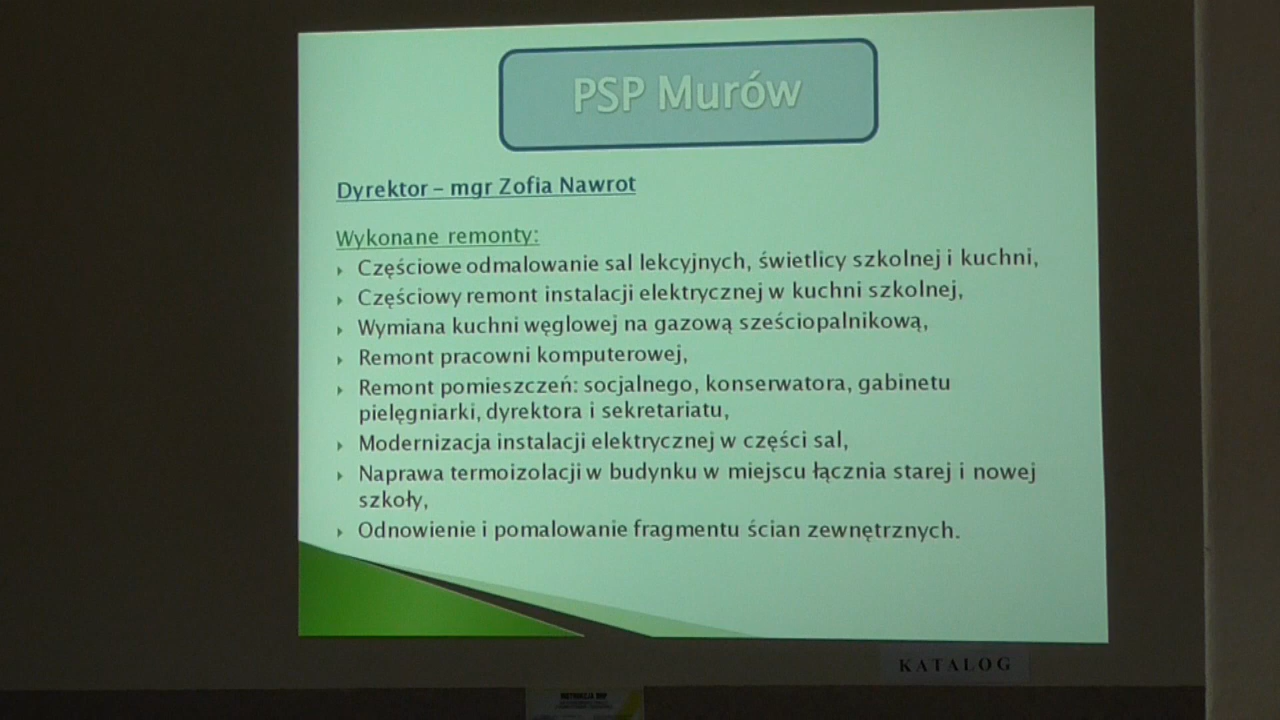 PSP Murów
Dyrektor – mgr Zofia Nawrot
Wykonane remonty:
Częściowe odmalowanie sal lekcyjnych, świetlicy szkolnej i kuchni,
Częściowy remont instalacji elektrycznej w kuchni szkolnej,
Wymiana kuchni węglowej na gazową sześciopalnikową,
Remont pracowni komputerowej,
Remont pomieszczeń: socjalnego, konserwatora, gabinetu
pielęgniarki, dyrektora i sekretariatu,
Modernizacja instalacji elektrycznej w części sal,
Naprawa termoizolacji w budynku w miejscu łącznia starej i nowej
szkoły,
Odnowienie i pomalowanie fragmentu ścian zewnętrznych.
KATALOG